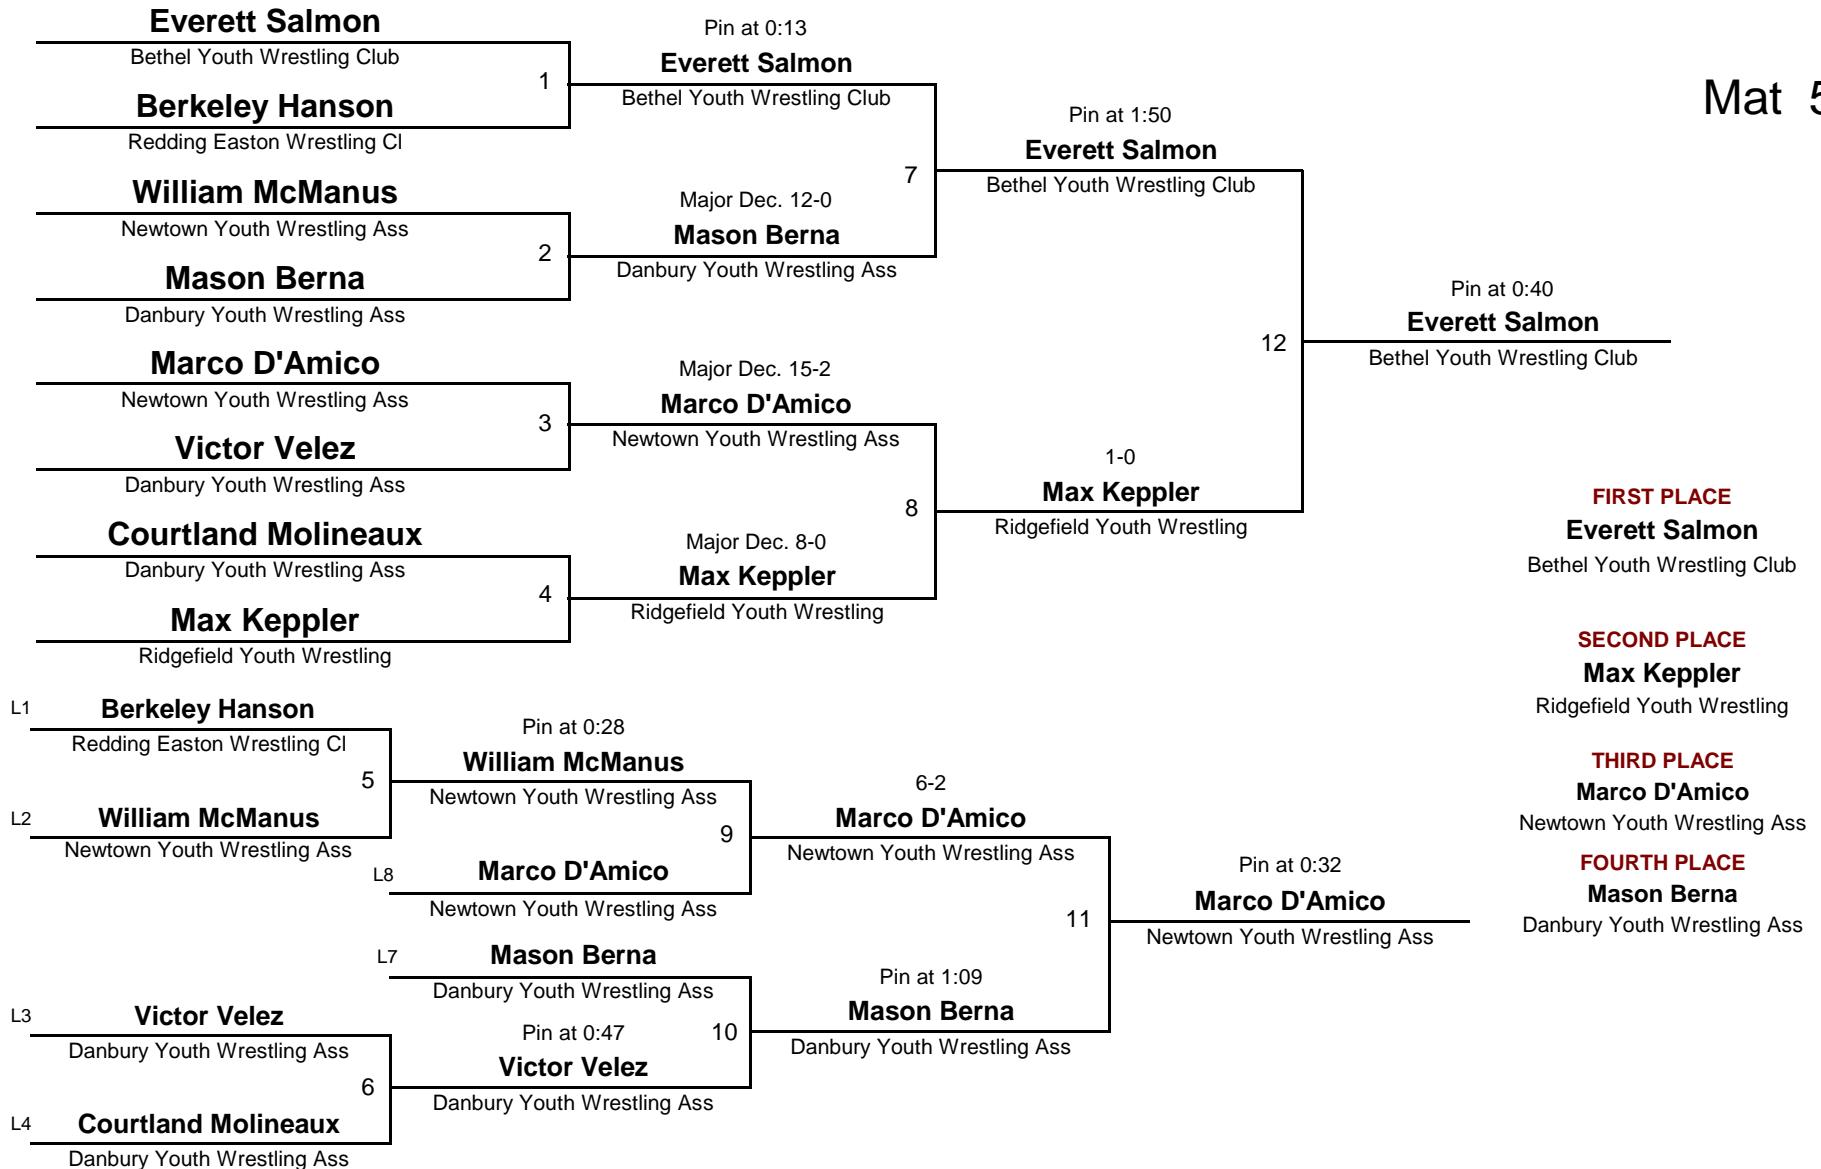 Everett Salmon
Bethel Youth Wrestling Club
1
Berkeley Hanson
Redding Easton Wrestling Cl
William McManus
Newtown Youth Wrestling Ass
2
Mason Berna
Danbury Youth Wrestling Ass
Marco D'Amico
Newtown Youth Wrestling Ass
3
Victor Velez
Danbury Youth Wrestling Ass
Courtland Molineaux
Danbury Youth Wrestling Ass
4
Max Keppler
Ridgefield Youth Wrestling
Pin at 0:13
Everett Salmon
Bethel Youth Wrestling Club
7
Major Dec. 12-0
Mason Berna
Danbury Youth Wrestling Ass
Major Dec. 15-2
Marco D'Amico
Newtown Youth Wrestling Ass
8
Major Dec. 8-0
Max Keppler
Ridgefield Youth Wrestling
Pin at 1:50
Everett Salmon
Bethel Youth Wrestling Club
12
1-0
Max Keppler
Ridgefield Youth Wrestling
Pin at 0:40
Everett Salmon
Bethel Youth Wrestling Club
Mat 5
FIRST PLACE
Everett Salmon
Bethel Youth Wrestling Club
SECOND PLACE
Max Keppler
Ridgefield Youth Wrestling
THIRD PLACE
Marco D'Amico
Newtown Youth Wrestling Ass
FOURTH PLACE
Mason Berna
Danbury Youth Wrestling Ass
L1 Berkeley Hanson
Redding Easton Wrestling Cl
5
L2 William McManus
Newtown Youth Wrestling Ass
Pin at 0:28
William McManus
Newtown Youth Wrestling Ass
9
L8 Marco D'Amico
Newtown Youth Wrestling Ass
L7 Mason Berna
Danbury Youth Wrestling Ass
10
L3 Victor Velez
Danbury Youth Wrestling Ass
6
L4 Courtland Molineaux
Danbury Youth Wrestling Ass
Pin at 0:47
Victor Velez
Danbury Youth Wrestling Ass
6-2
Marco D'Amico
Newtown Youth Wrestling Ass
11
Pin at 1:09
Mason Berna
Danbury Youth Wrestling Ass
Pin at 0:32
Marco D'Amico
Newtown Youth Wrestling Ass